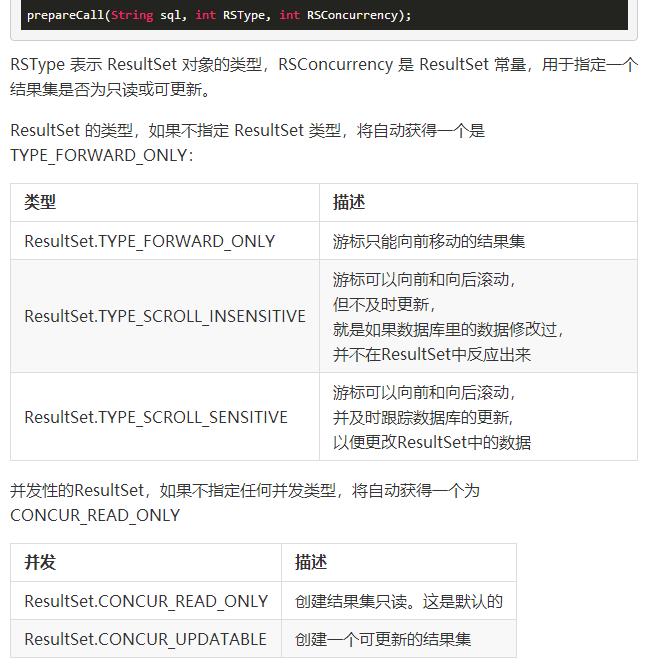 prepareCall(String sql, int RSType, int RSConcurrency);
RSType 表示 ResultSet 对象的类型，RSConcurrency 是 ResultSet 常量，用于指定一个
结果集是否为只读或可更新。
ResultSet 的类型，如果不指定 ResultSet 类型，将自动获得一个是
TYPE_FORWARD_ONLY：
类型 描述
ResultSet.TYPE_FORWARD_ONLY 游标只能向前移动的结果集
ResultSet.TYPE_SCROLL_INSENSITIVE
游标可以向前和向后滚动，
但不及时更新，
就是如果数据库里的数据修改过，
并不在ResultSet中反应出来
ResultSet.TYPE_SCROLL_SENSITIVE
游标可以向前和向后滚动，
并及时跟踪数据库的更新,
以便更改ResultSet中的数据
并发性的ResultSet，如果不指定任何并发类型，将自动获得一个为
CONCUR_READ_ONLY
并发 描述
ResultSet.CONCUR_READ_ONLY 创建结果集只读。这是默认的
ResultSet.CONCUR_UPDATABLE 创建一个可更新的结果集